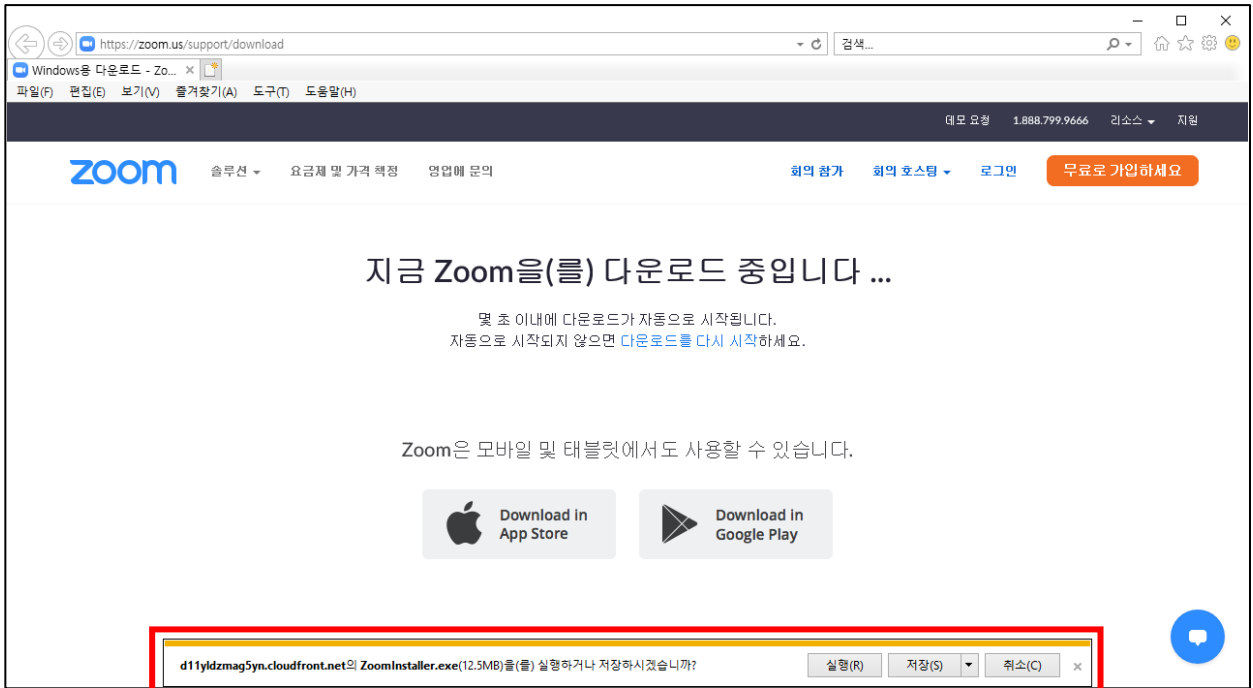 https://zoom.us/support/download
검색...
Windows용 다운로드 - Zo...
파일(F) 편집(E) 보기(V) 즐겨찾기(A) 도구(T) 도움말(H)
데모 요청 1.888.799.9666 리소스 지원
zoom 솔루션 요금제 및 가격 책정 영업에 문의 회의 참가 회의 호스팅 로그인 무료로 가입하세요
지금 Zoom을(를) 다운로드 중입니다 ...
몇 초 이내에 다운로드가 자동으로 시작됩니다.
자동으로 시작되지 않으면 다운로드를 다시 시작하세요.
Zoom은 모바일 및 태블릿에서도 사용할 수 있습니다.
Download in
App Store
Download in
Google Play
d11yldzmag5yn.cloudfront.net의 ZoomInstaller.exe(12.5MB)을(를) 실행하거나 저장하시겠습니까? 실행(R) 저장(S) 취소(C)